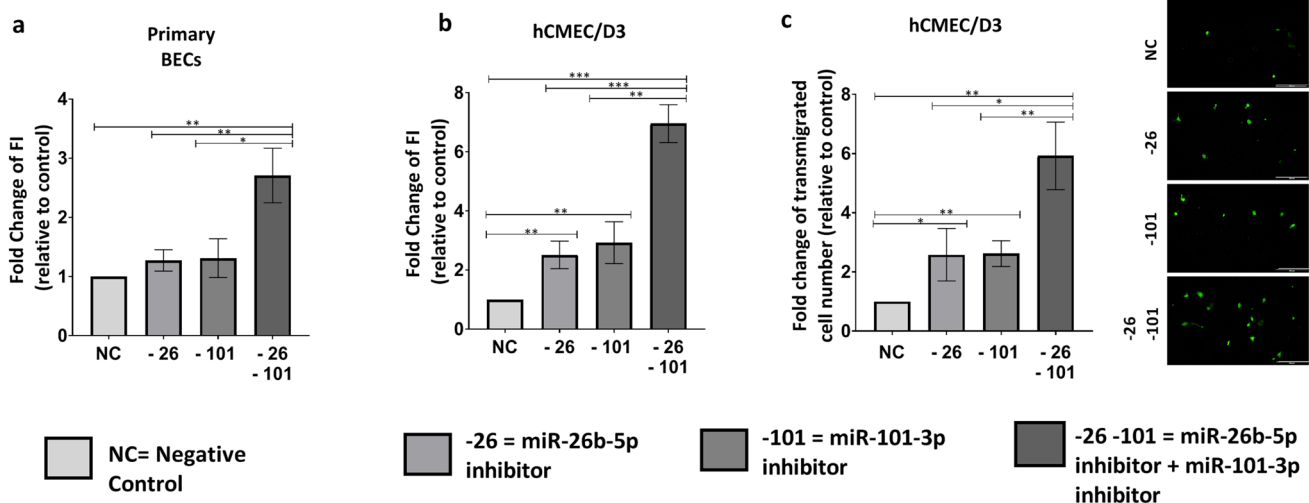 a
Primary
BECs
Fold Change of FI
(relative to control)
4
3
2
1
0
**
**
*
NC
- 26
- 101
- 26
- 101
b
hCMEC/D3
Fold Change of FI
(relative to control)
8
6
4
2
0
***
***
**
**
**
NC
- 26
- 101
- 26
- 101
c
hCMEC/D3
Fold change of transmigrated
cell number (relative to control)
8
6
4
2
0
**
*
**
**
*
NC
- 26
- 101
- 26
- 101
NC
-26
-101
-26
-101
NC= Negative
Control
-26 = miR-26b-5p
inhibitor
-101 = miR-101-3p
inhibitor
-26 -101 = miR-26b-5p
inhibitor + miR-101-3p
inhibitor